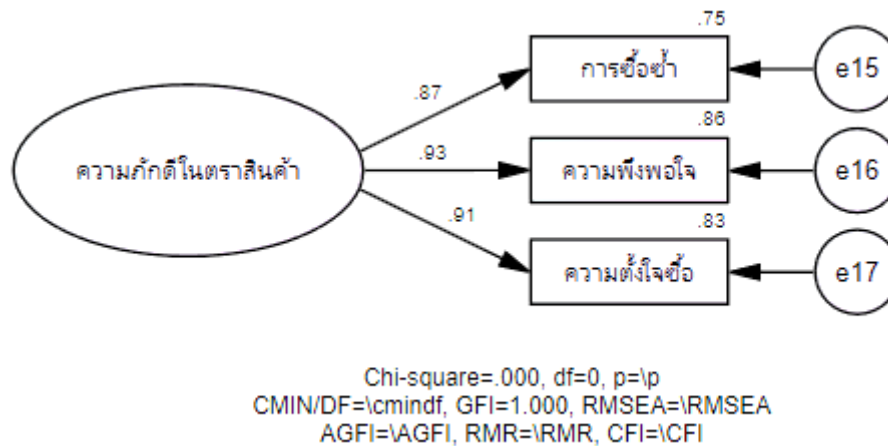 .75
การซื้อซ้ำ
e15
.87
.86
ความภักดีในตราสินค้า
.93
ความพึงพอใจ
e16
.91
.83
ความตั้งใจซื้อ
e17
Chi-square=.000, df=0, p=\p
CMIN/DF=\cmindf, GFI=1.000, RMSEA=\RMSEA
AGFI=\AGFI, RMR=\RMR, CFI=\CFI